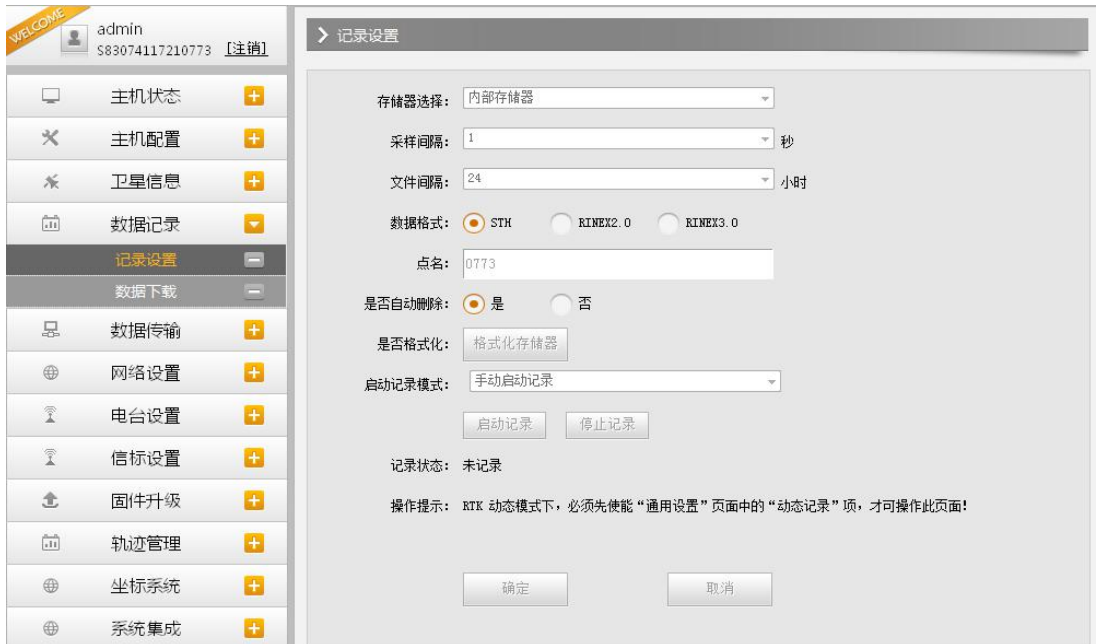 WELCOME
admin
S83074117210773 [注销]
主机状态
主机配置
卫星信息
数据记录
记录设置
数据下载
数据传输
网络设置
电台设置
信标设置
固件升级
轨迹管理
坐标系统
系统集成
记录设置
存储器选择: 内部存储器
采样间隔: 1 秒
文件间隔: 24 小时
数据格式: STH RINEX2.0 RINEX3.0
点名: 0773
是否自动删除: 是 否
是否格式化: 格式化存储器
启动记录模式: 手动启动记录
启动记录 停止记录
记录状态: 未记录
操作提示: RTK 动态模式下，必须先使能“通用设置”页面中的“动态记录”项，才可操作此页面!
确定 取消